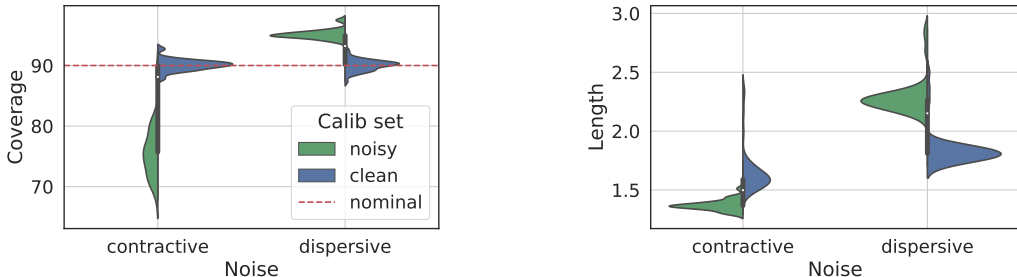 Coverage
90
80
70
contractive
dispersive
Noise
Calib set
noisy
clean
nominal
Length
3.0
2.5
2.0
1.5
contractive
dispersive
Noise